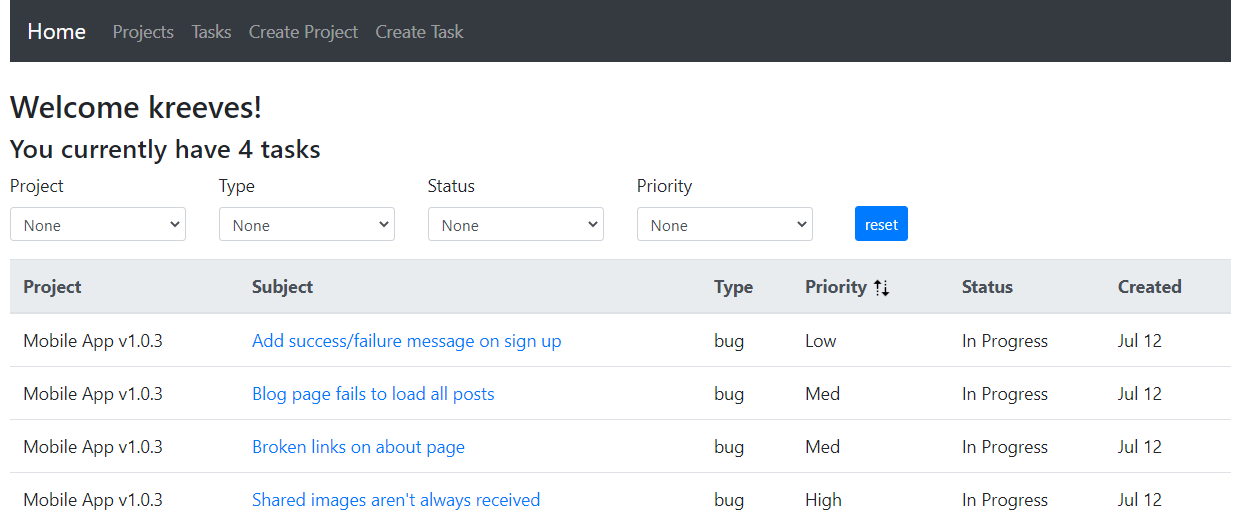 Home Projects Tasks Create Project Create Task
Welcome kreeves!
You currently have 4 tasks
Project Type Status Priority
None None None None reset
Project Subject Type Priority Status Created
Mobile App v1.0.3 Add success/failure message on sign up bug Low In Progress Jul 12
Mobile App v1.0.3 Blog page fails to load all posts bug Med In Progress Jul 12
Mobile App v1.0.3 Broken links on about page bug Med In Progress Jul 12
Mobile App v1.0.3 Shared images aren't always received bug High In Progress Jul 12